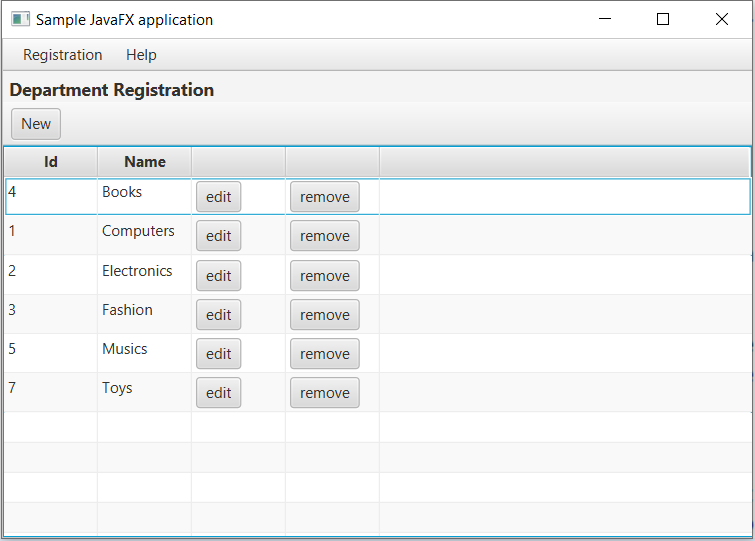 Sample JavaFX application
Registration Help
Department Registration
New
Id Name
4 Books edit remove
1 Computers edit remove
2 Electronics edit remove
3 Fashion edit remove
5 Musics edit remove
7 Toys edit remove